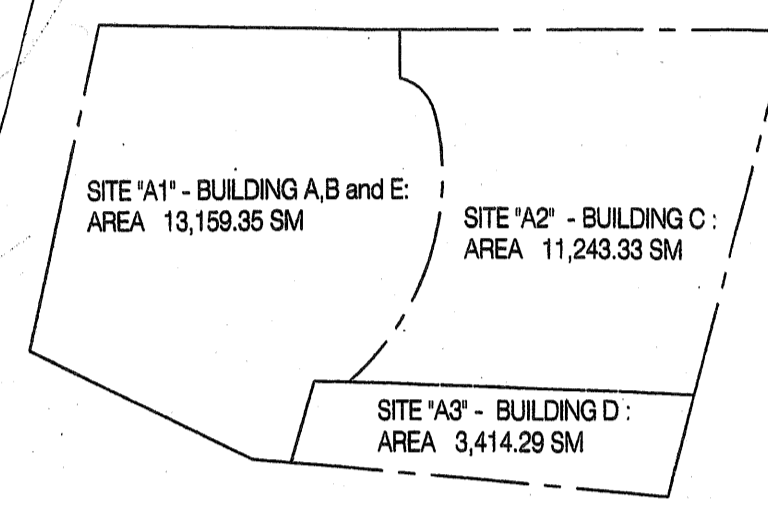 SITE "A1" - BUILDING A,B and E:
AREA 13,159.35 SM
SITE "A2" - BUILDING C :
AREA 11,243.33 SM
SITE "A3" - BUILDING D :
AREA 3,414.29 SM